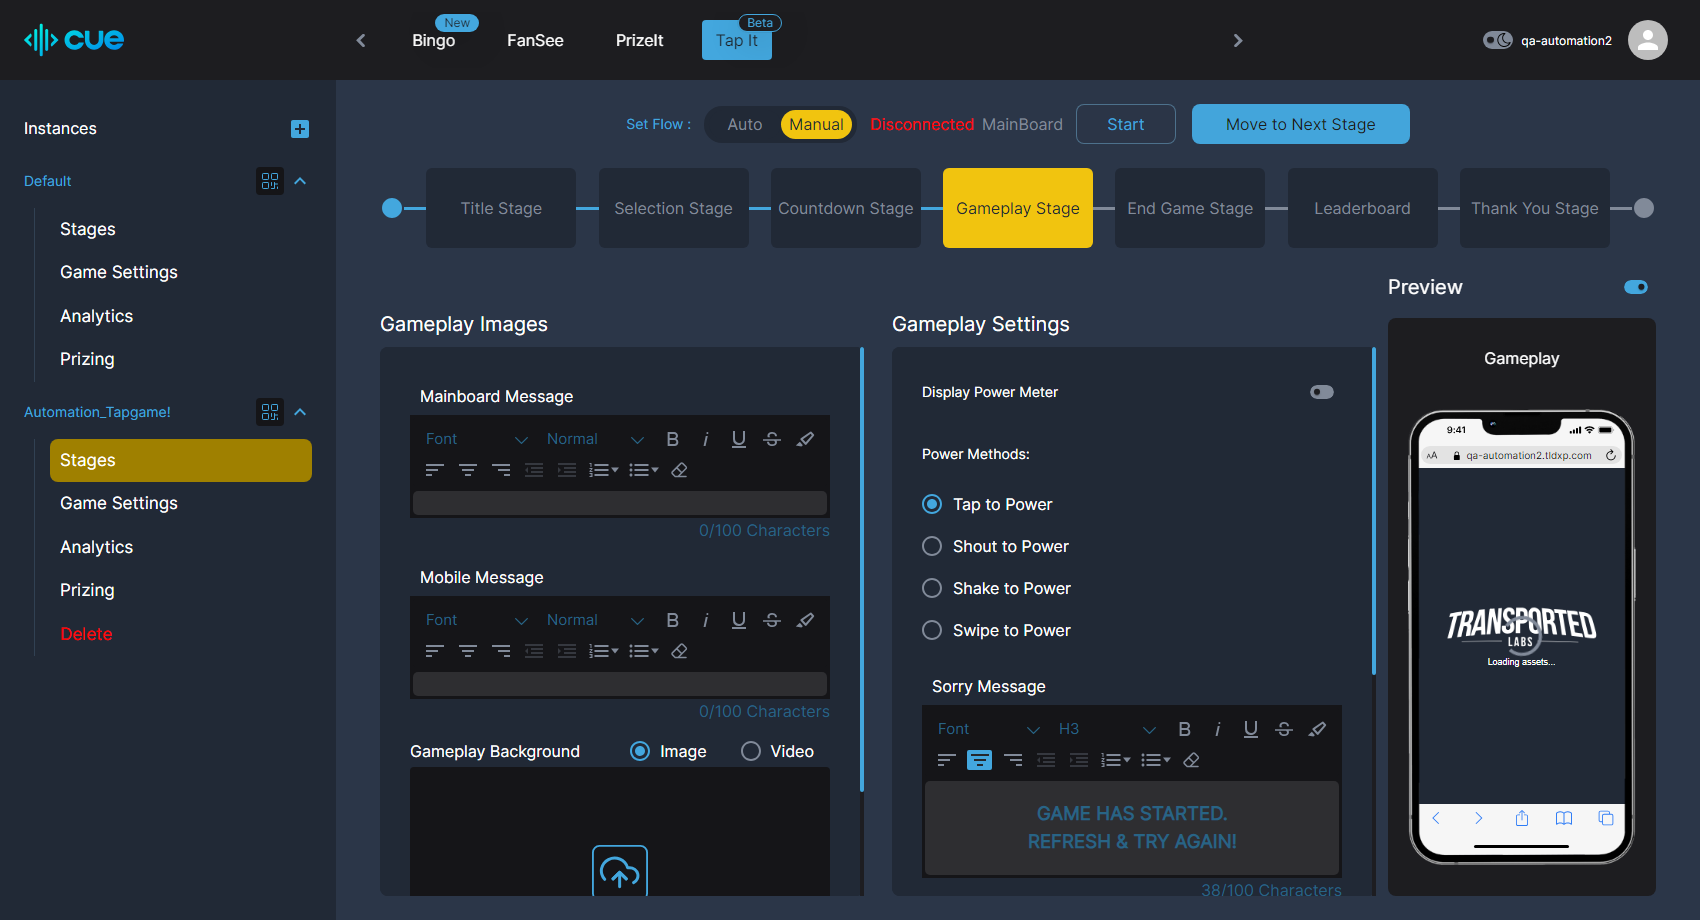 cue
New
Bingo
FanSee
PrizeIt
Beta
Tap It
qa-automation2
Instances
Default
Stages
Game Settings
Analytics
Prizing
Automation_Tapgame!
Stages
Game Settings
Analytics
Prizing
Delete
Set Flow :
Auto
Manual
Disconnected MainBoard
Start
Move to Next Stage
Title Stage
Selection Stage
Countdown Stage
Gameplay Stage
End Game Stage
Leaderboard
Thank You Stage
Gameplay Images
Mainboard Message
Font
Normal
B i U S
0/100 Characters
Mobile Message
Font
Normal
B i U S
0/100 Characters
Gameplay Background
Image
Video
Gameplay Settings
Display Power Meter
Power Methods:
Tap to Power
Shout to Power
Shake to Power
Swipe to Power
Sorry Message
Font
H3
B i U S
GAME HAS STARTED.
REFRESH & TRY AGAIN!
38/100 Characters
Preview
Gameplay
9:41
AA
qa-automation2.tldxp.com
TRANSPORTED
LABS
Loading assets...